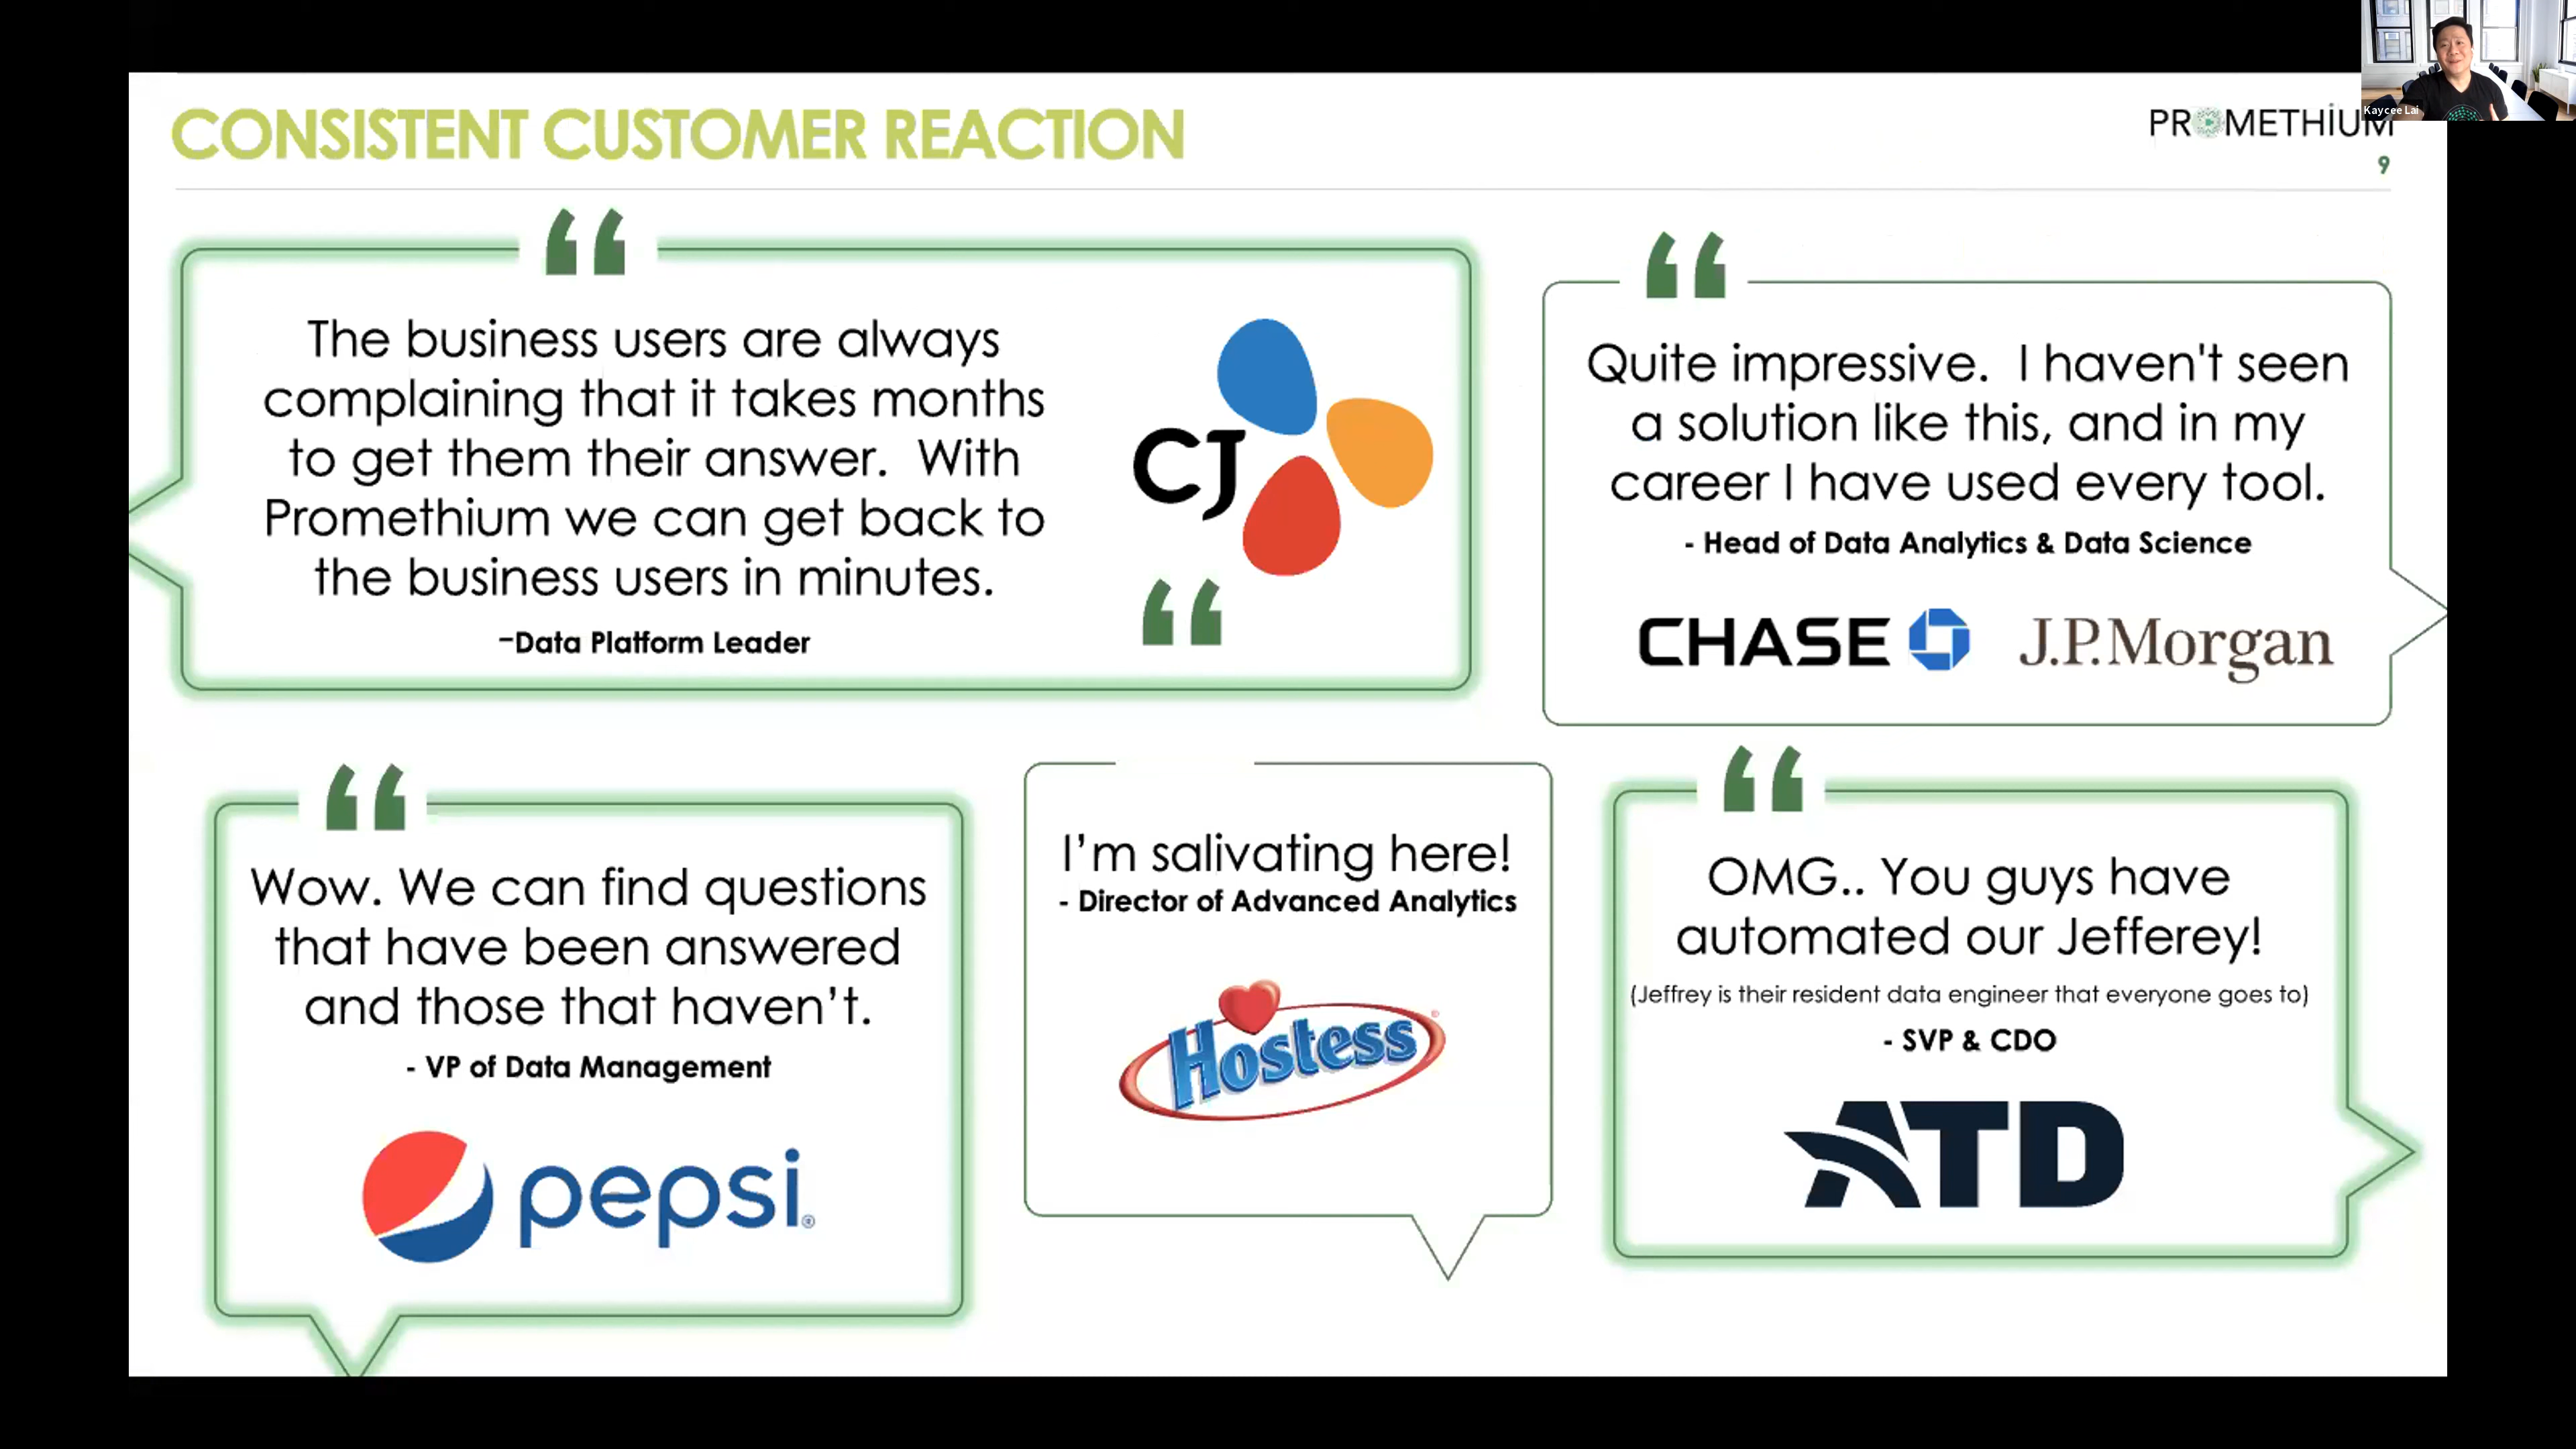 CONSISTENT CUSTOMER REACTION
PROMETHIUM
Kaycee Lai
9
“
The business users are always
complaining that it takes months
to get them their answer. With
Promethium we can get back to
the business users in minutes.
–Data Platform Leader
CJ
“
“
Quite impressive. I haven't seen
a solution like this, and in my
career I have used every tool.
- Head of Data Analytics & Data Science
CHASE J.P.Morgan
“
Wow. We can find questions
that have been answered
and those that haven’t.
- VP of Data Management
pepsi®
I’m salivating here!
- Director of Advanced Analytics
Hostess®
“
OMG.. You guys have
automated our Jefferey!
(Jeffrey is their resident data engineer that everyone goes to)
- SVP & CDO
ATD